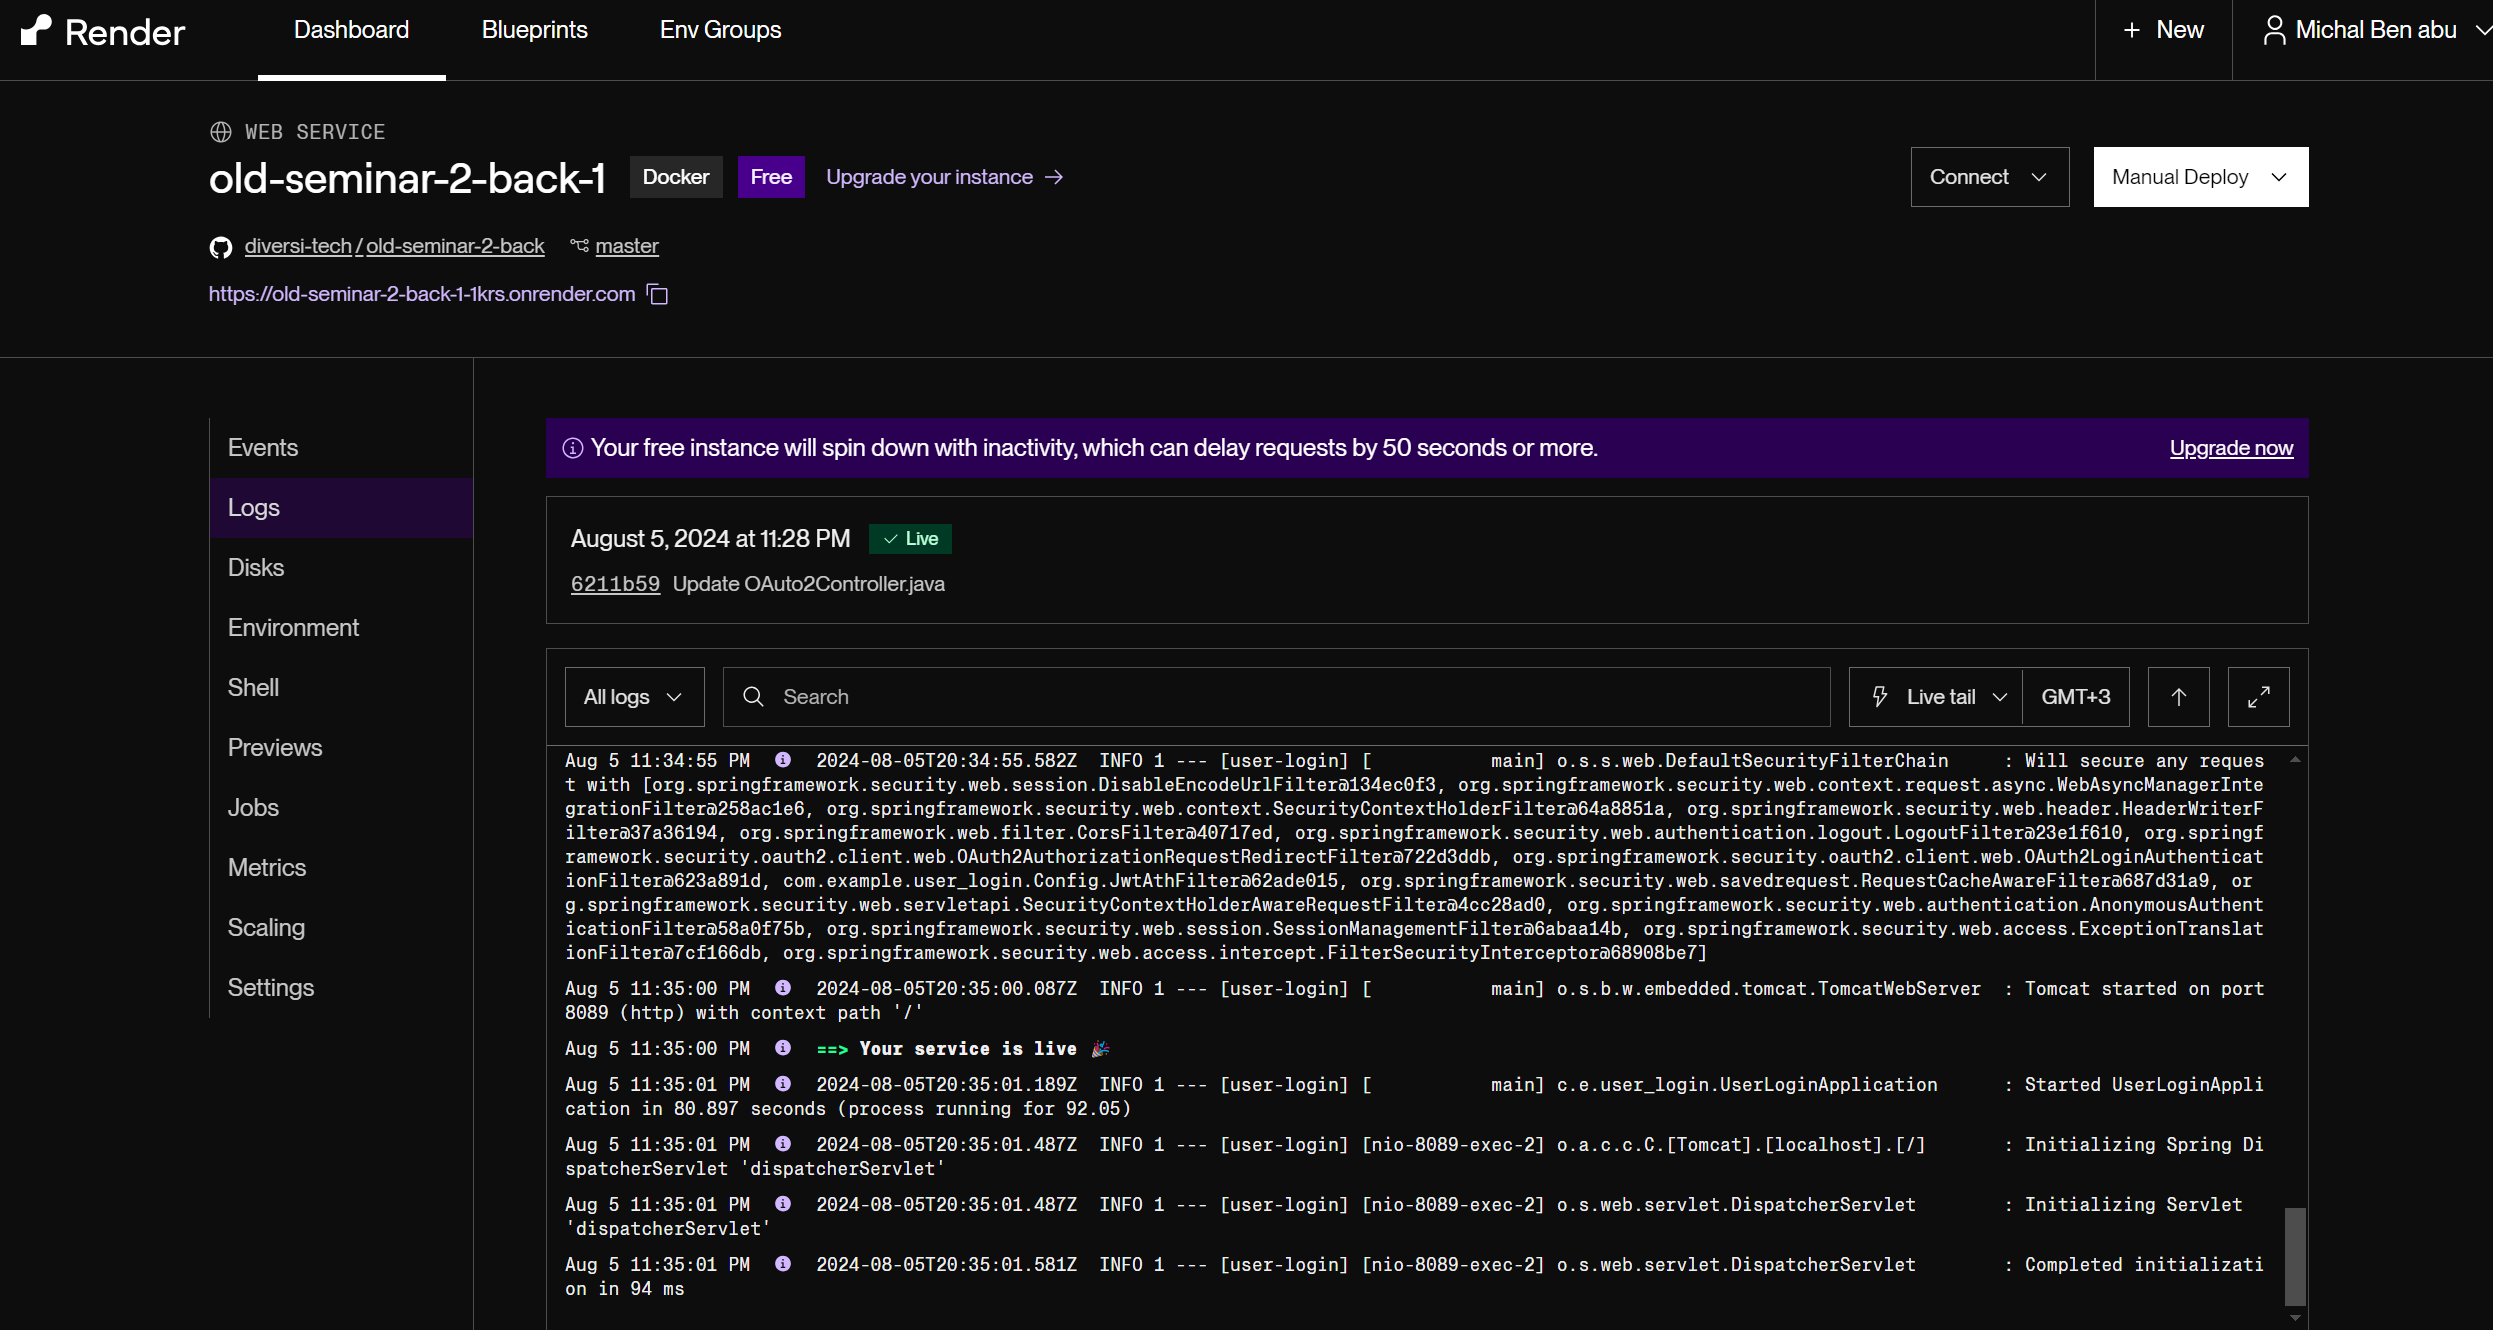 Render
Dashboard
Blueprints
Env Groups
+ New
Michal Ben abu
WEB SERVICE
old-seminar-2-back-1
Docker
Free
Upgrade your instance →
Connect
Manual Deploy
diversi-tech / old-seminar-2-back
master
https://old-seminar-2-back-1-1krs.onrender.com
Events
Logs
Disks
Environment
Shell
Previews
Jobs
Metrics
Scaling
Settings
Your free instance will spin down with inactivity, which can delay requests by 50 seconds or more.
Upgrade now
August 5, 2024 at 11:28 PM
Live
6211b59 Update OAuto2Controller.java
All logs
Search
Live tail
GMT+3
Aug 5 11:34:55 PM 2024-08-05T20:34:55.582Z INFO 1 --- [user-login] [ main] o.s.s.web.DefaultSecurityFilterChain : Will secure any reques
t with [org.springframework.security.web.session.DisableEncodeUrlFilter@134ec0f3, org.springframework.security.web.context.request.async.WebAsyncManagerInte
grationFilter@258ac1e6, org.springframework.security.web.context.SecurityContextHolderFilter@64a8851a, org.springframework.security.web.header.HeaderWriterF
ilter@37a36194, org.springframework.web.filter.CorsFilter@40717ed, org.springframework.security.web.authentication.logout.LogoutFilter@23e1f610, org.springf
ramework.security.oauth2.client.web.OAuth2AuthorizationRequestRedirectFilter@722d3ddb, org.springframework.security.oauth2.client.web.OAuth2LoginAuthenticat
ionFilter@623a891d, com.example.user_login.Config.JwtAthFilter@62ade015, org.springframework.security.web.savedrequest.RequestCacheAwareFilter@687d31a9, or
g.springframework.security.web.servletapi.SecurityContextHolderAwareRequestFilter@4cc28ad0, org.springframework.security.web.authentication.AnonymousAuthent
icationFilter@58a0f75b, org.springframework.security.web.session.SessionManagementFilter@6abaa14b, org.springframework.security.web.access.ExceptionTranslat
ionFilter@7cf166db, org.springframework.security.web.access.intercept.FilterSecurityInterceptor@68908be7]
Aug 5 11:35:00 PM 2024-08-05T20:35:00.087Z INFO 1 --- [user-login] [ main] o.s.b.w.embedded.tomcat.TomcatWebServer : Tomcat started on port
8089 (http) with context path '/'
Aug 5 11:35:00 PM ==> Your service is live 🎉
Aug 5 11:35:01 PM 2024-08-05T20:35:01.189Z INFO 1 --- [user-login] [ main] c.e.user_login.UserLoginApplication : Started UserLoginAppli
cation in 80.897 seconds (process running for 92.05)
Aug 5 11:35:01 PM 2024-08-05T20:35:01.487Z INFO 1 --- [user-login] [nio-8089-exec-2] o.a.c.c.C.[Tomcat].[localhost].[/] : Initializing Spring Di
spatcherServlet 'dispatcherServlet'
Aug 5 11:35:01 PM 2024-08-05T20:35:01.487Z INFO 1 --- [user-login] [nio-8089-exec-2] o.s.web.servlet.DispatcherServlet : Initializing Servlet
'dispatcherServlet'
Aug 5 11:35:01 PM 2024-08-05T20:35:01.581Z INFO 1 --- [user-login] [nio-8089-exec-2] o.s.web.servlet.DispatcherServlet : Completed initializati
on in 94 ms